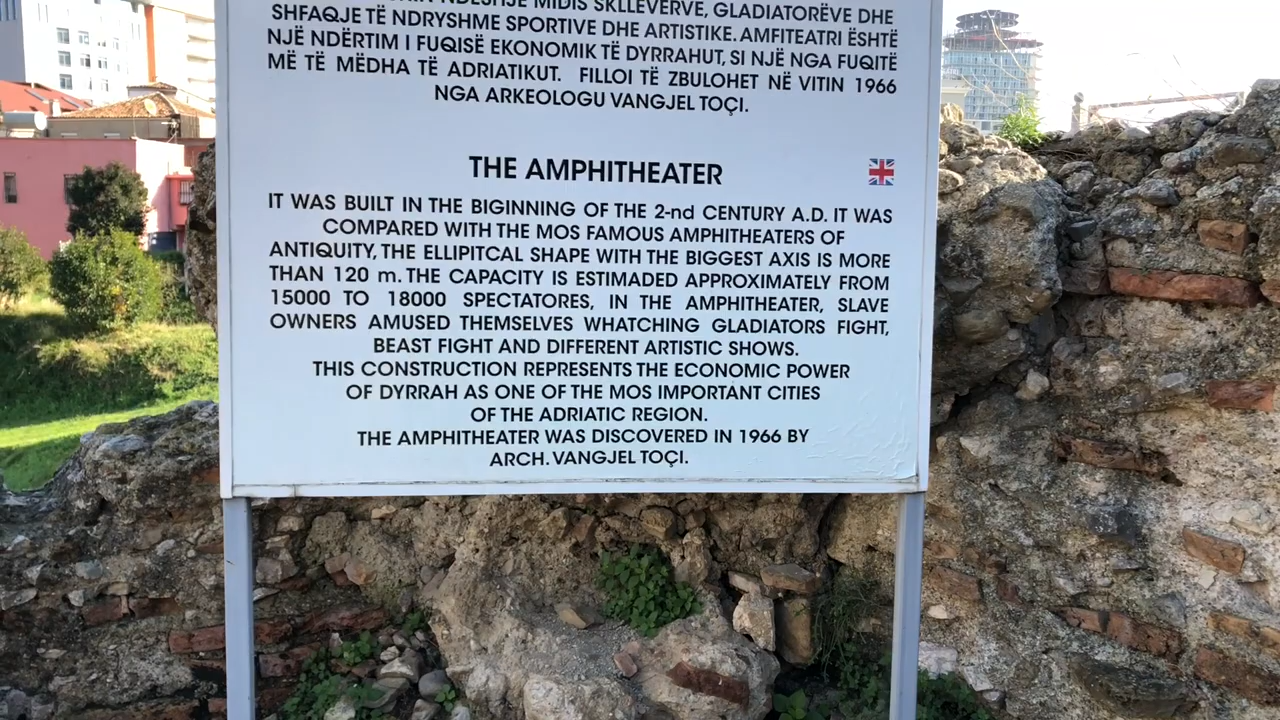 NDESHJE MIDIS SKLLEVERVE, GLADIATORËVE DHE
SHFAQJE TË NDRYSHME SPORTIVE DHE ARTISTIKE. AMFITEATRI ËSHTË
NJË NDËRTIM I FUQISË EKONOMIK TË DYRRAHUT, SI NJË NGA FUQITË
MË TË MËDHA TË ADRIATIKUT. FILLOI TË ZBULOHET NË VITIN 1966
NGA ARKEOLOGU VANGJEL TOÇI.
THE AMPHITHEATER
IT WAS BUILT IN THE BIGINNING OF THE 2-nd CENTURY A.D. IT WAS
COMPARED WITH THE MOS FAMOUS AMPHITHEATERS OF
ANTIQUITY, THE ELLIPITCAL SHAPE WITH THE BIGGEST AXIS IS MORE
THAN 120 m. THE CAPACITY IS ESTIMADED APPROXIMATELY FROM
15000 TO 18000 SPECTATORES, IN THE AMPHITHEATER, SLAVE
OWNERS AMUSED THEMSELVES WHATCHING GLADIATORS FIGHT,
BEAST FIGHT AND DIFFERENT ARTISTIC SHOWS.
THIS CONSTRUCTION REPRESENTS THE ECONOMIC POWER
OF DYRRAH AS ONE OF THE MOS IMPORTANT CITIES
OF THE ADRIATIC REGION.
THE AMPHITHEATER WAS DISCOVERED IN 1966 BY
ARCH. VANGJEL TOÇI.